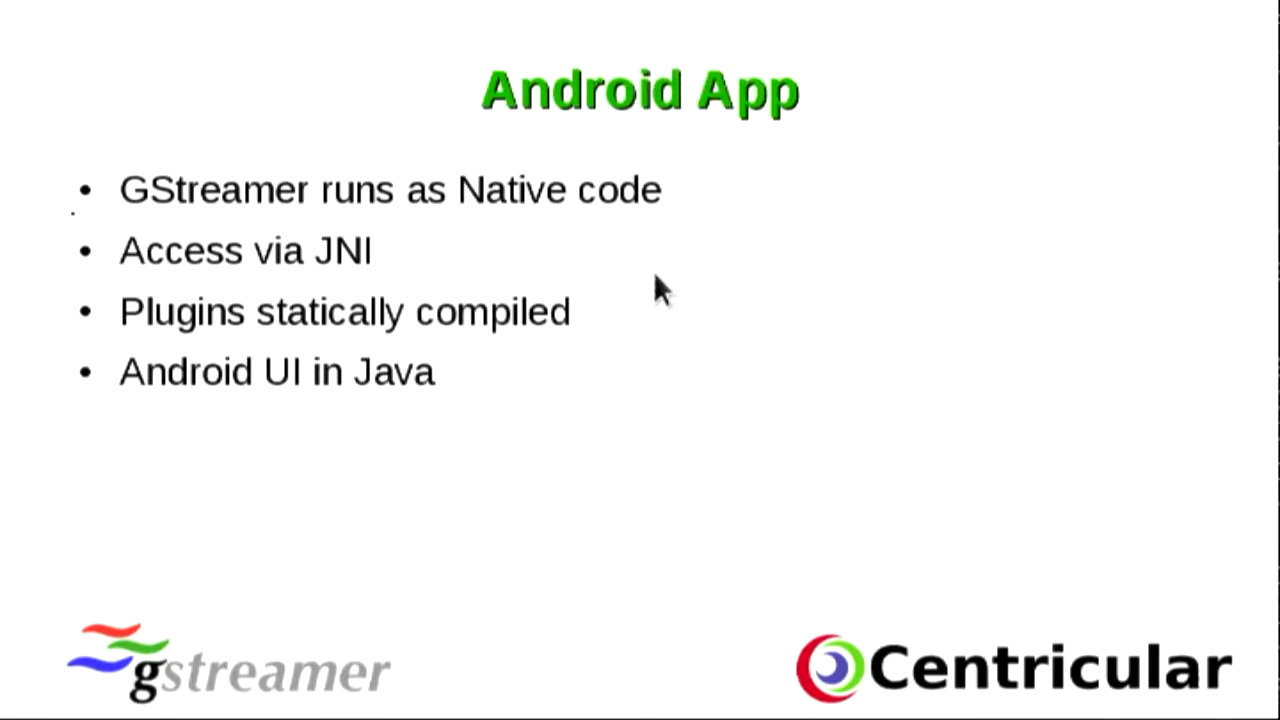 Android App
• GStreamer runs as Native code
• Access via JNI
• Plugins statically compiled
• Android UI in Java
gstreamer
Centricular